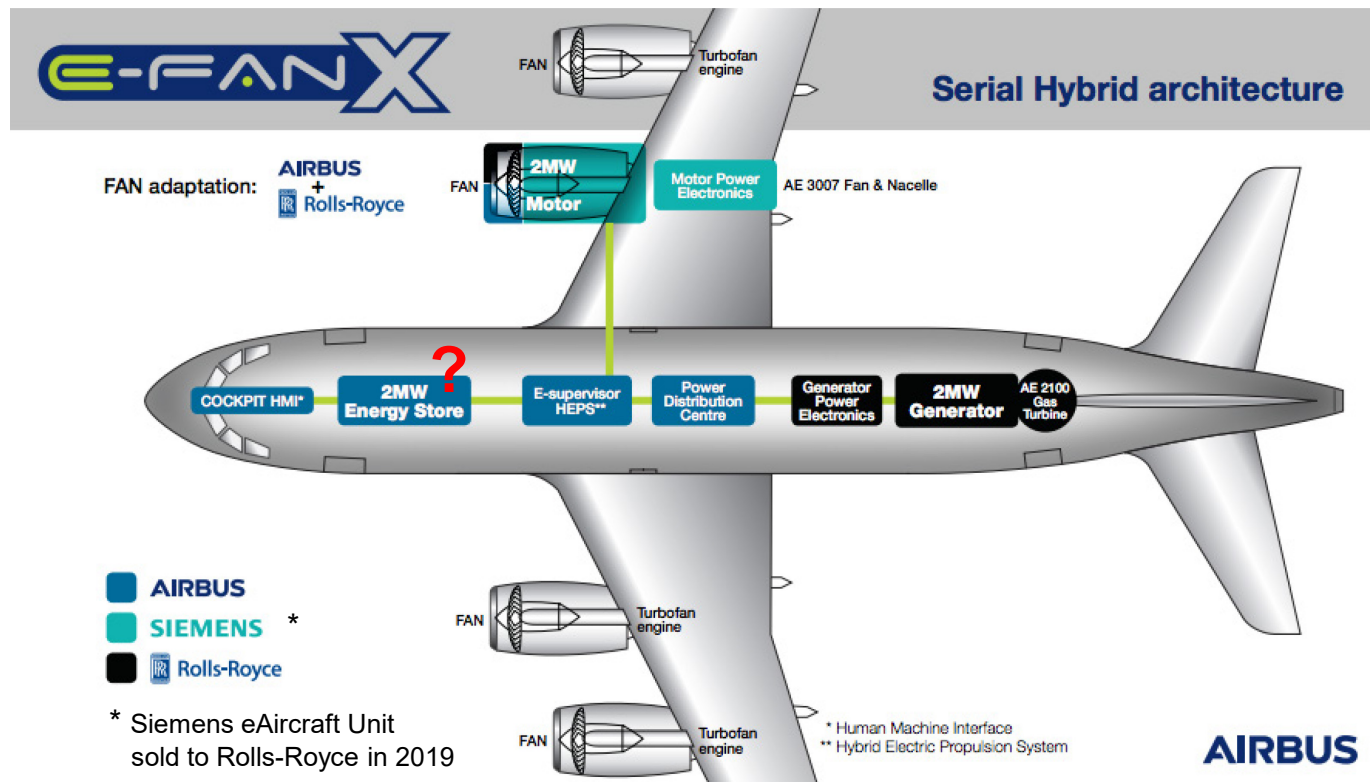 E-FAN X
Serial Hybrid architecture
FAN
Turbofan
engine
FAN adaptation:
AIRBUS
+
Rolls-Royce
FAN
2MW
Motor
Motor Power
Electronics
AE 3007 Fan & Nacelle
COCKPIT HMI*
2MW
Energy Store
?
E-supervisor
HEPS**
Power
Distribution
Centre
Generator
Power
Electronics
2MW
Generator
AE 2100
Gas
Turbine
AIRBUS
SIEMENS *
RR Rolls-Royce
* Siemens eAircraft Unit
sold to Rolls-Royce in 2019
FAN
Turbofan
engine
FAN
Turbofan
engine
* Human Machine Interface
** Hybrid Electric Propulsion System
AIRBUS